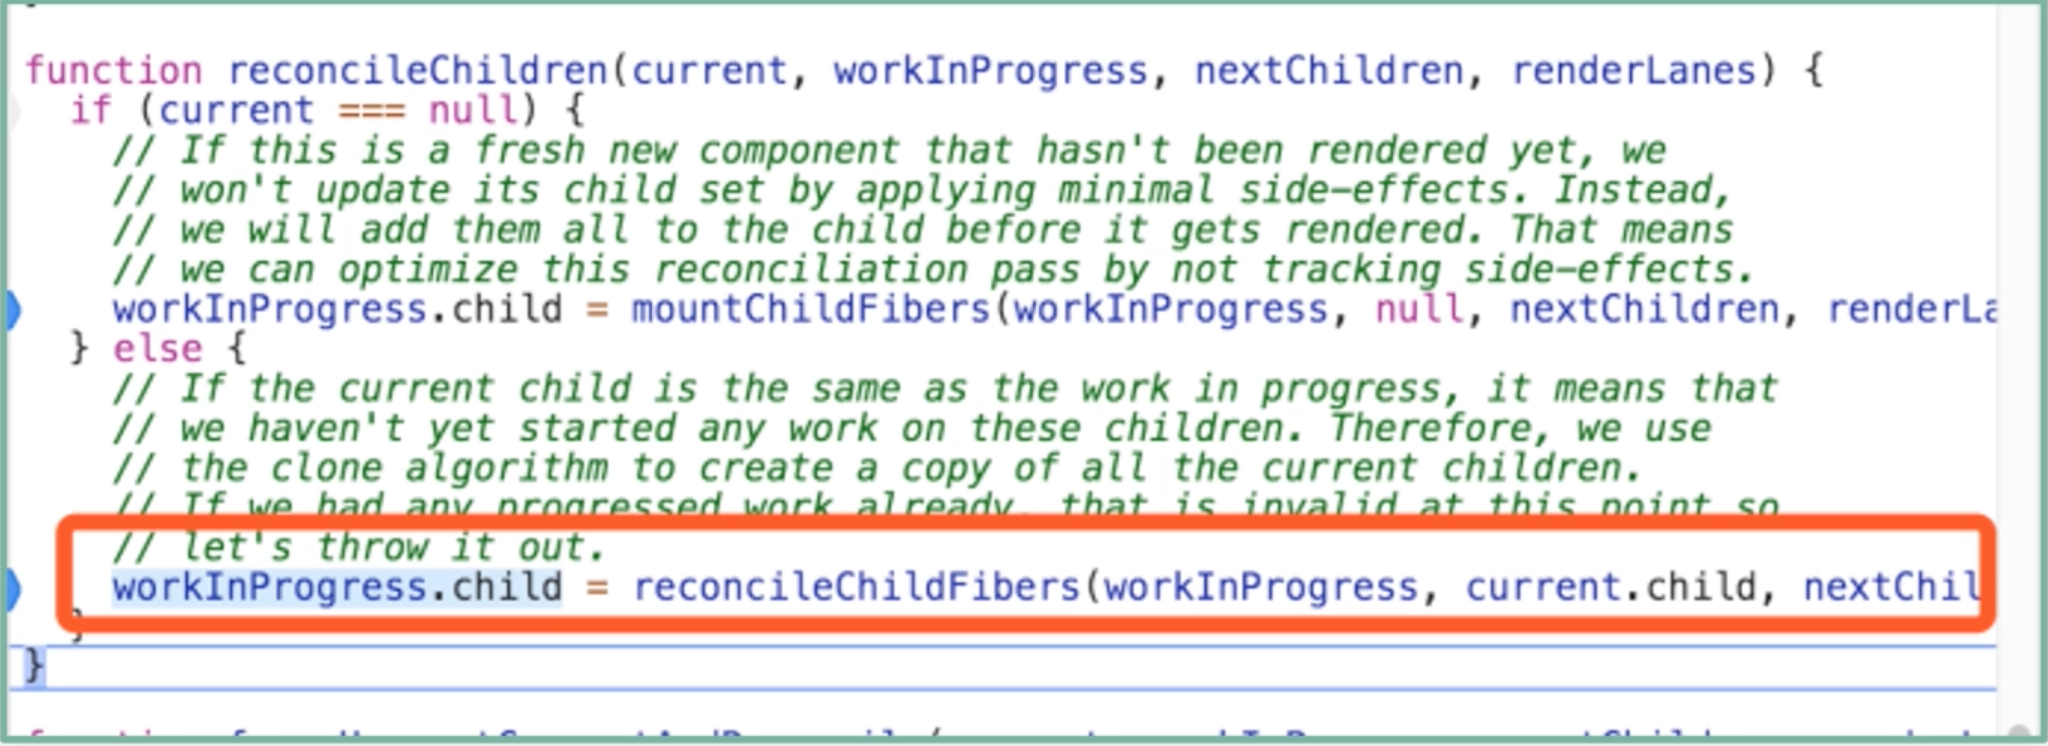 function reconcileChildren(current, workInProgress, nextChildren, renderLanes) {
if (current === null) {
// If this is a fresh new component that hasn't been rendered yet, we
// won't update its child set by applying minimal side-effects. Instead,
// we will add them all to the child before it gets rendered. That means
// we can optimize this reconciliation pass by not tracking side-effects.
workInProgress.child = mountChildFibers(workInProgress, null, nextChildren, renderLa
} else {
// If the current child is the same as the work in progress, it means that
// we haven't yet started any work on these children. Therefore, we use
// the clone algorithm to create a copy of all the current children.
// If we had any progressed work already, that is invalid at this point so
// let's throw it out.
workInProgress.child = reconcileChildFibers(workInProgress, current.child, nextChil
}
}